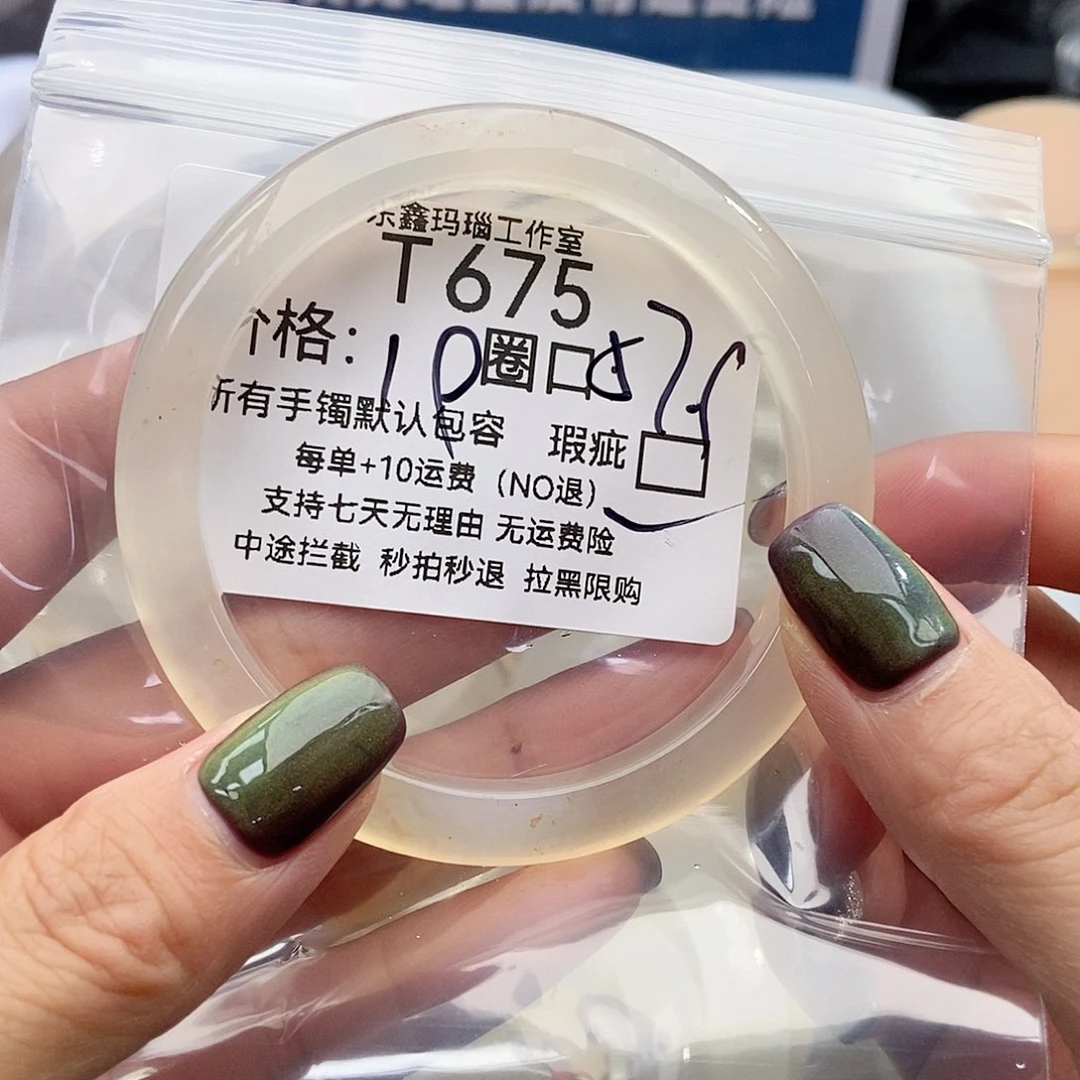 鑫玛瑙工作室
T675
价格: 圈口
所有手镯默认包容 瑕疵
每单+10运费（NO退）
支持七天无理由 无运费险
中途拦截 秒拍秒退 拉黑限购